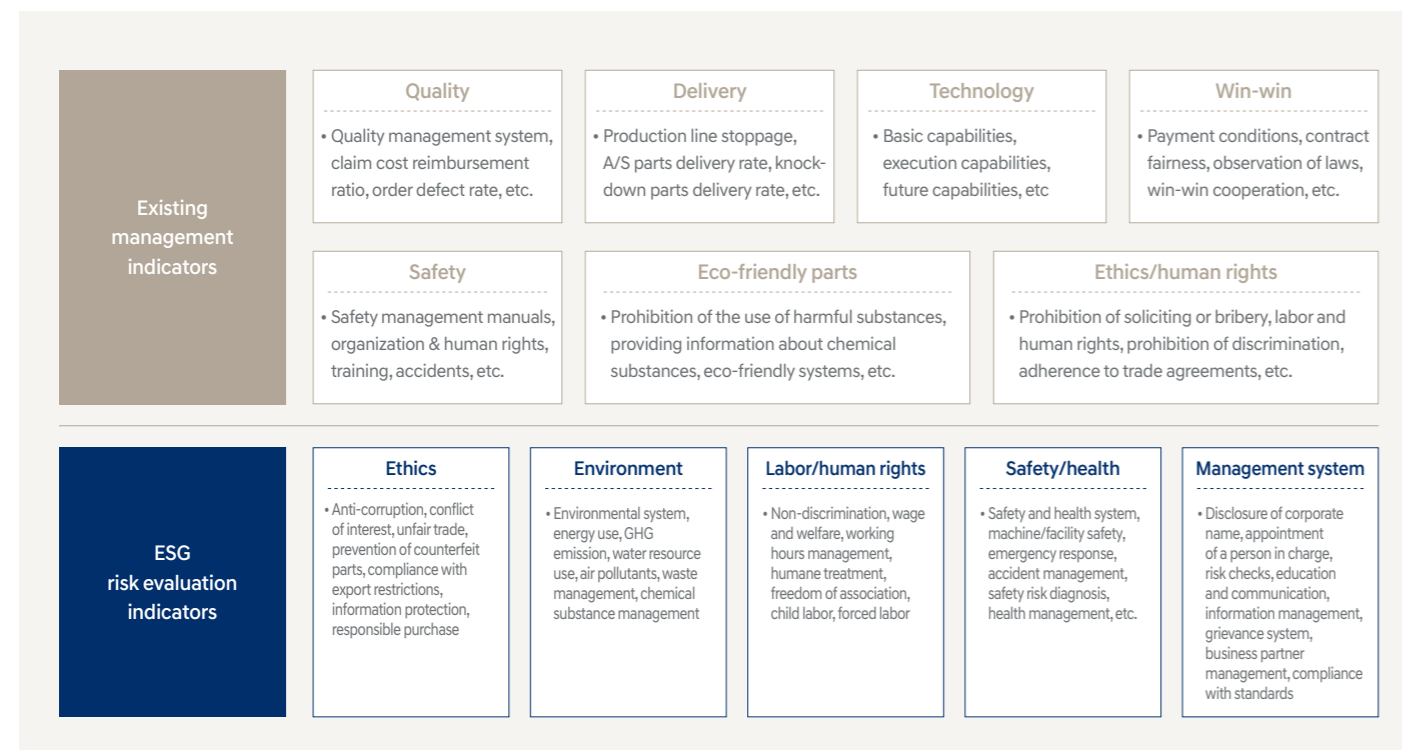 Existing
management
indicators
Quality
• Quality management system,
claim cost reimbursement
ratio, order defect rate, etc.
Delivery
• Production line stoppage,
A/S parts delivery rate, knock-
down parts delivery rate, etc.
Technology
• Basic capabilities,
execution capabilities,
future capabilities, etc
Win-win
• Payment conditions, contract
fairness, observation of laws,
win-win cooperation, etc.
Safety
• Safety management manuals,
organization & human rights,
training, accidents, etc.
Eco-friendly parts
• Prohibition of the use of harmful substances,
providing information about chemical
substances, eco-friendly systems, etc.
Ethics/human rights
• Prohibition of soliciting or bribery, labor and
human rights, prohibition of discrimination,
adherence to trade agreements, etc.
ESG
risk evaluation
indicators
Ethics
• Anti-corruption, conflict
of interest, unfair trade,
prevention of counterfeit
parts, compliance with
export restrictions,
information protection,
responsible purchase
Environment
• Environmental system,
energy use, GHG
emission, water resource
use, air pollutants, waste
management, chemical
substance management
Labor/human rights
• Non-discrimination, wage
and welfare, working
hours management,
humane treatment,
freedom of association,
child labor, forced labor
Safety/health
• Safety and health system,
machine/facility safety,
emergency response,
accident management,
safety risk diagnosis,
health management, etc.
Management system
• Disclosure of corporate
name, appointment
of a person in charge,
risk checks, education
and communication,
information management,
grievance system,
business partner
management, compliance
with standards